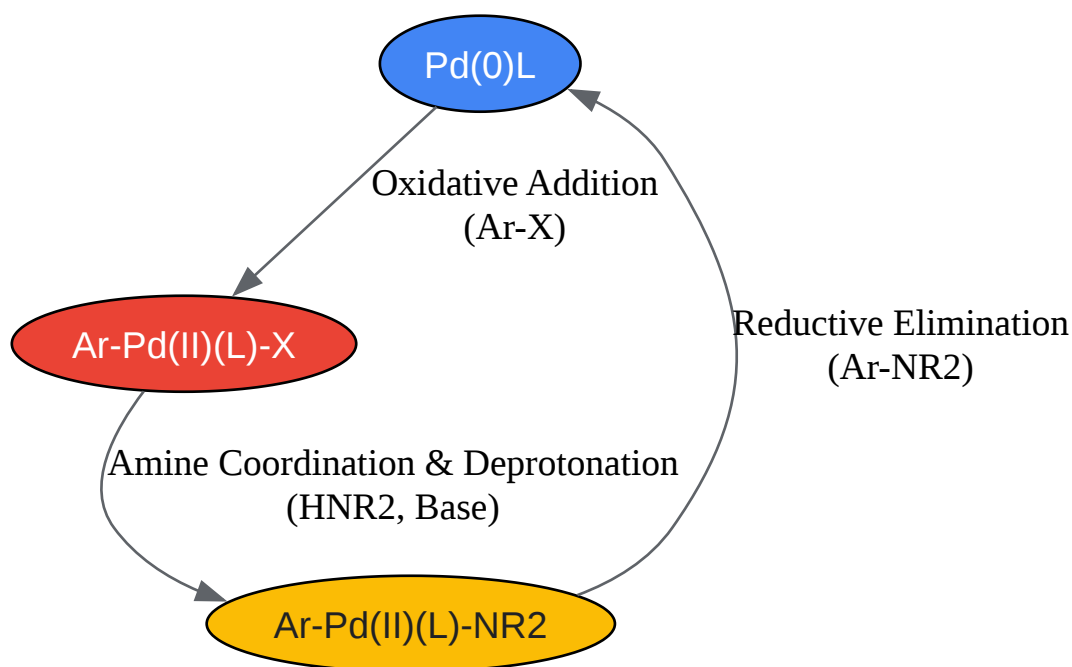 Pd(0)L
Oxidative Addition
(Ar-X)
Ar-Pd(II)(L)-X
Reductive Elimination
(Ar-NR2)
Amine Coordination & Deprotonation
(HNR2, Base)
Ar-Pd(II)(L)-NR2